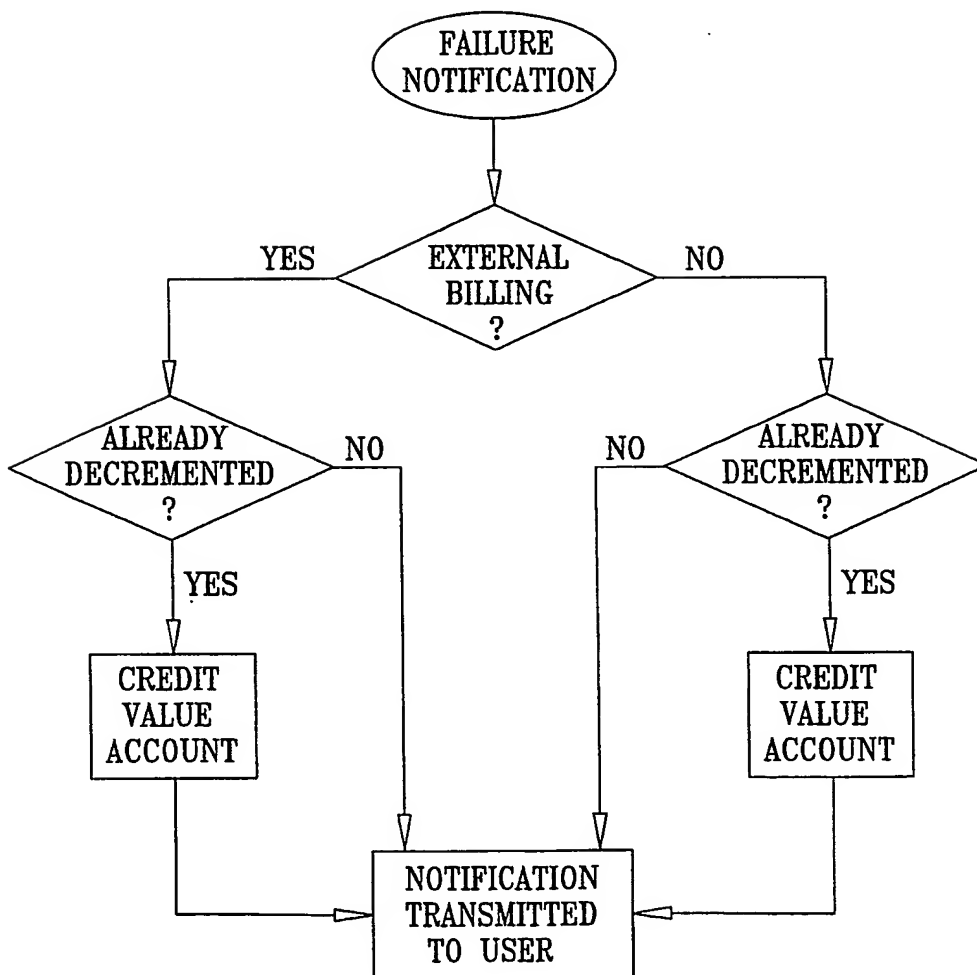 FAILURE
NOTIFICATION
YES
EXTERNAL
BILLING
?
NO
ALREADY
DECREMENTED
?
NO
NO
ALREADY
DECREMENTED
?
YES
YES
CREDIT
VALUE
ACCOUNT
CREDIT
VALUE
ACCOUNT
NOTIFICATION
TRANSMITTED
TO USER